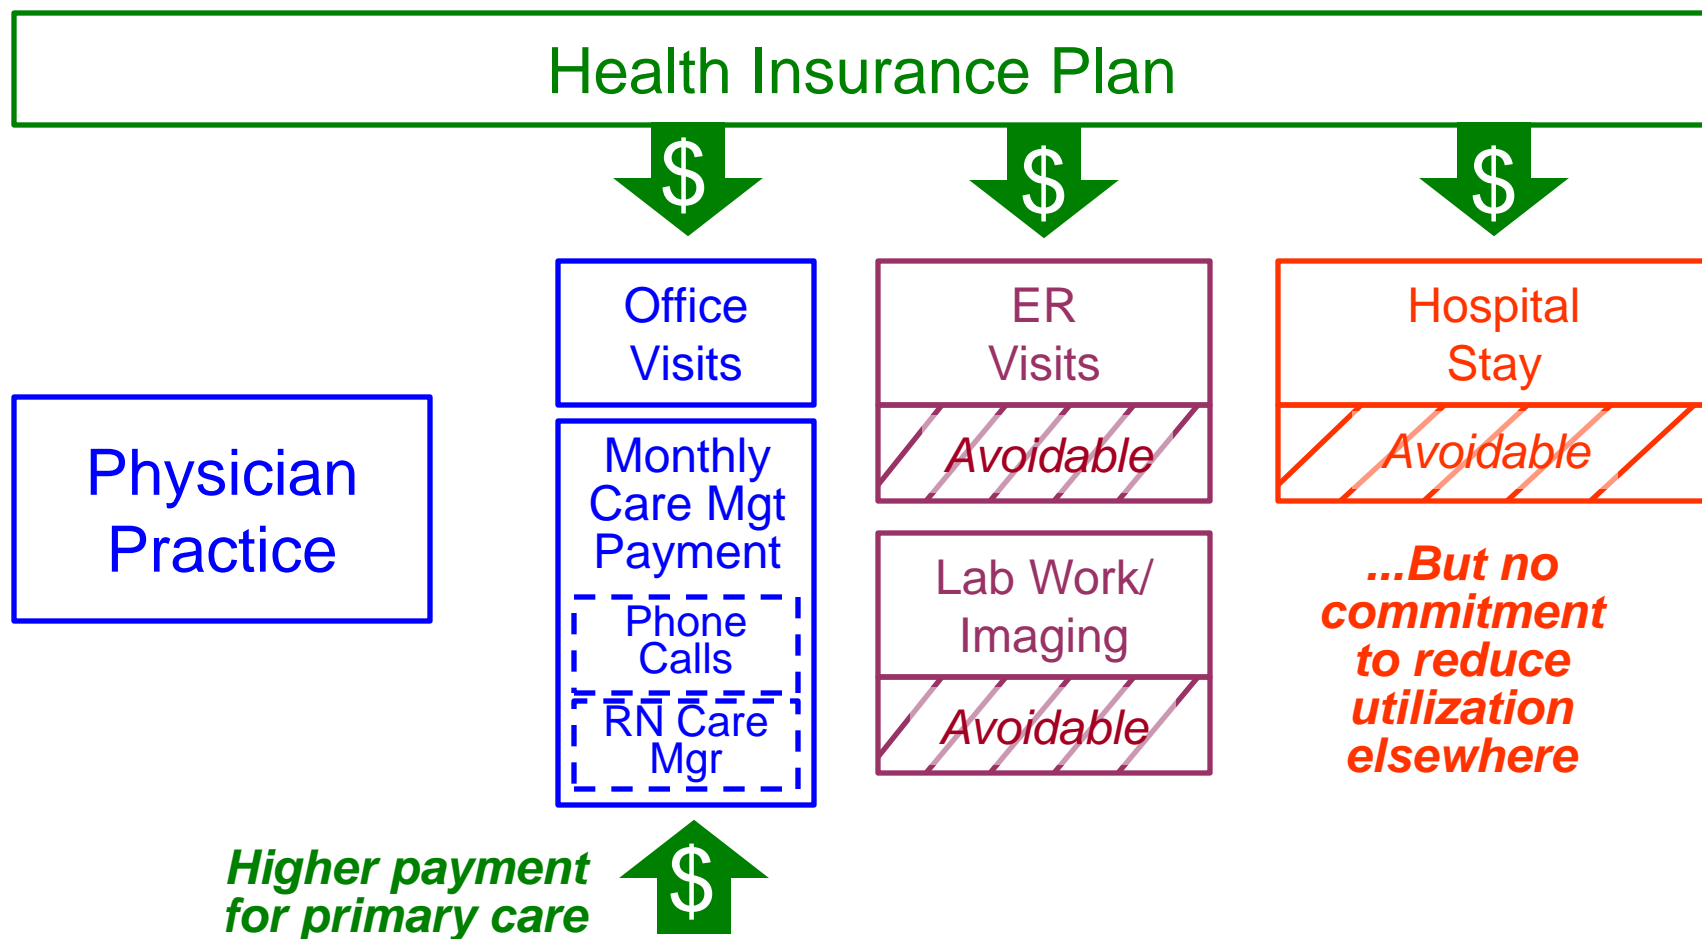 Health Insurance Plan
$
$
$
Office
Visits
ER
Visits
Hospital
Stay
Physician
Practice
Monthly
Care Mgt
Payment
Phone
Calls
RN Care
Mgr
Avoidable
Lab Work/
Imaging
Avoidable
Avoidable
...But no
commitment
to reduce
utilization
elsewhere
Higher payment
for primary care
$